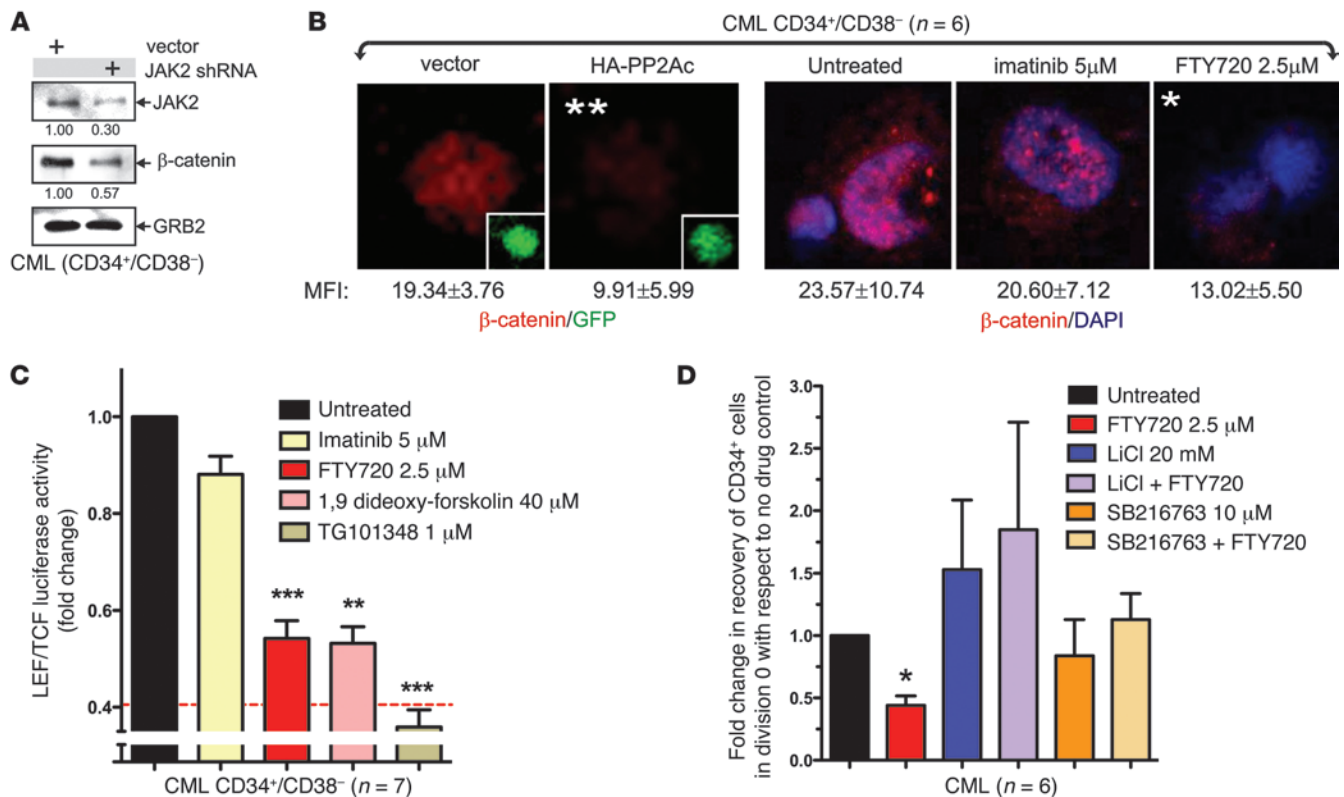 A
+ vector
+ JAK2 shRNA
JAK2
1.00 0.30
β-catenin
1.00 0.57
GRB2
CML (CD34+/CD38−)
B
CML CD34+/CD38− (n = 6)
vector HA-PP2Ac Untreated imatinib 5μM FTY720 2.5μM
** *
MFI: 19.34±3.76 9.91±5.99 23.57±10.74 20.60±7.12 13.02±5.50
β-catenin/GFP β-catenin/DAPI
C
LEF/TCF luciferase activity
(fold change)
1.0
0.8
0.6
0.4
Untreated
Imatinib 5 μM
FTY720 2.5 μM
1,9 dideoxy-forskolin 40 μM
TG101348 1 μM
*** ** ***
CML CD34+/CD38− (n = 7)
D
Fold change in recovery of CD34+ cells
in division 0 with respect to no drug control
3.0
2.5
2.0
1.5
1.0
0.5
0.0
Untreated
FTY720 2.5 μM
LiCl 20 mM
LiCl + FTY720
SB216763 10 μM
SB216763 + FTY720
*
CML (n = 6)